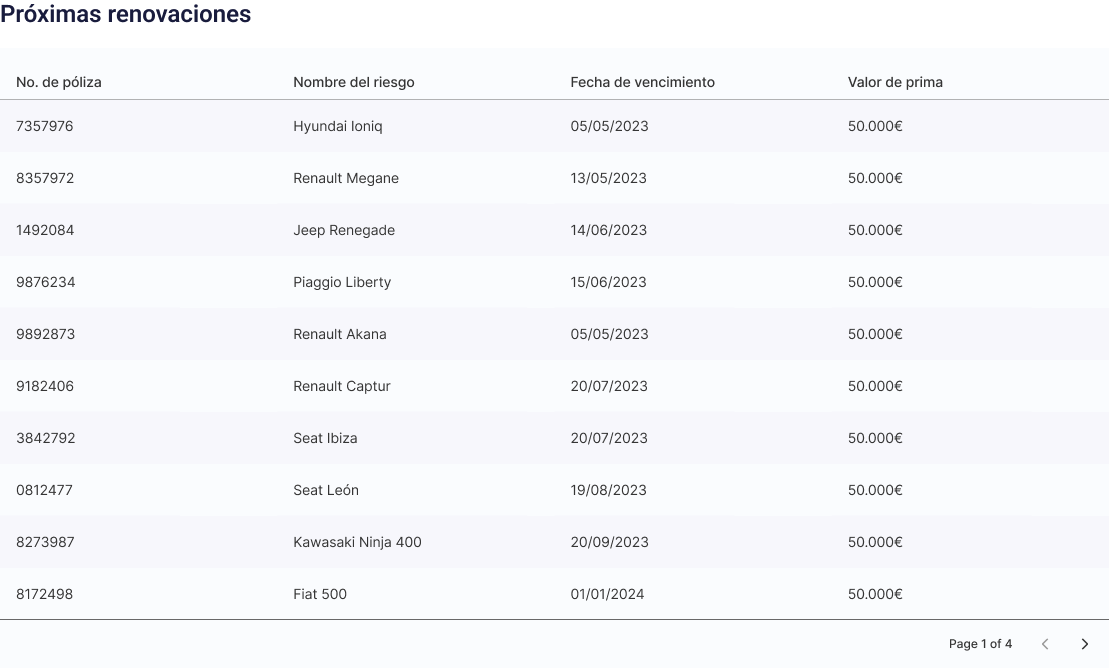 Próximas renovaciones
No. de póliza Nombre del riesgo Fecha de vencimiento Valor de prima
7357976 Hyundai Ioniq 05/05/2023 50.000€
8357972 Renault Megane 13/05/2023 50.000€
1492084 Jeep Renegade 14/06/2023 50.000€
9876234 Piaggio Liberty 15/06/2023 50.000€
9892873 Renault Akana 05/05/2023 50.000€
9182406 Renault Captur 20/07/2023 50.000€
3842792 Seat Ibiza 20/07/2023 50.000€
0812477 Seat León 19/08/2023 50.000€
8273987 Kawasaki Ninja 400 20/09/2023 50.000€
8172498 Fiat 500 01/01/2024 50.000€
Page 1 of 4